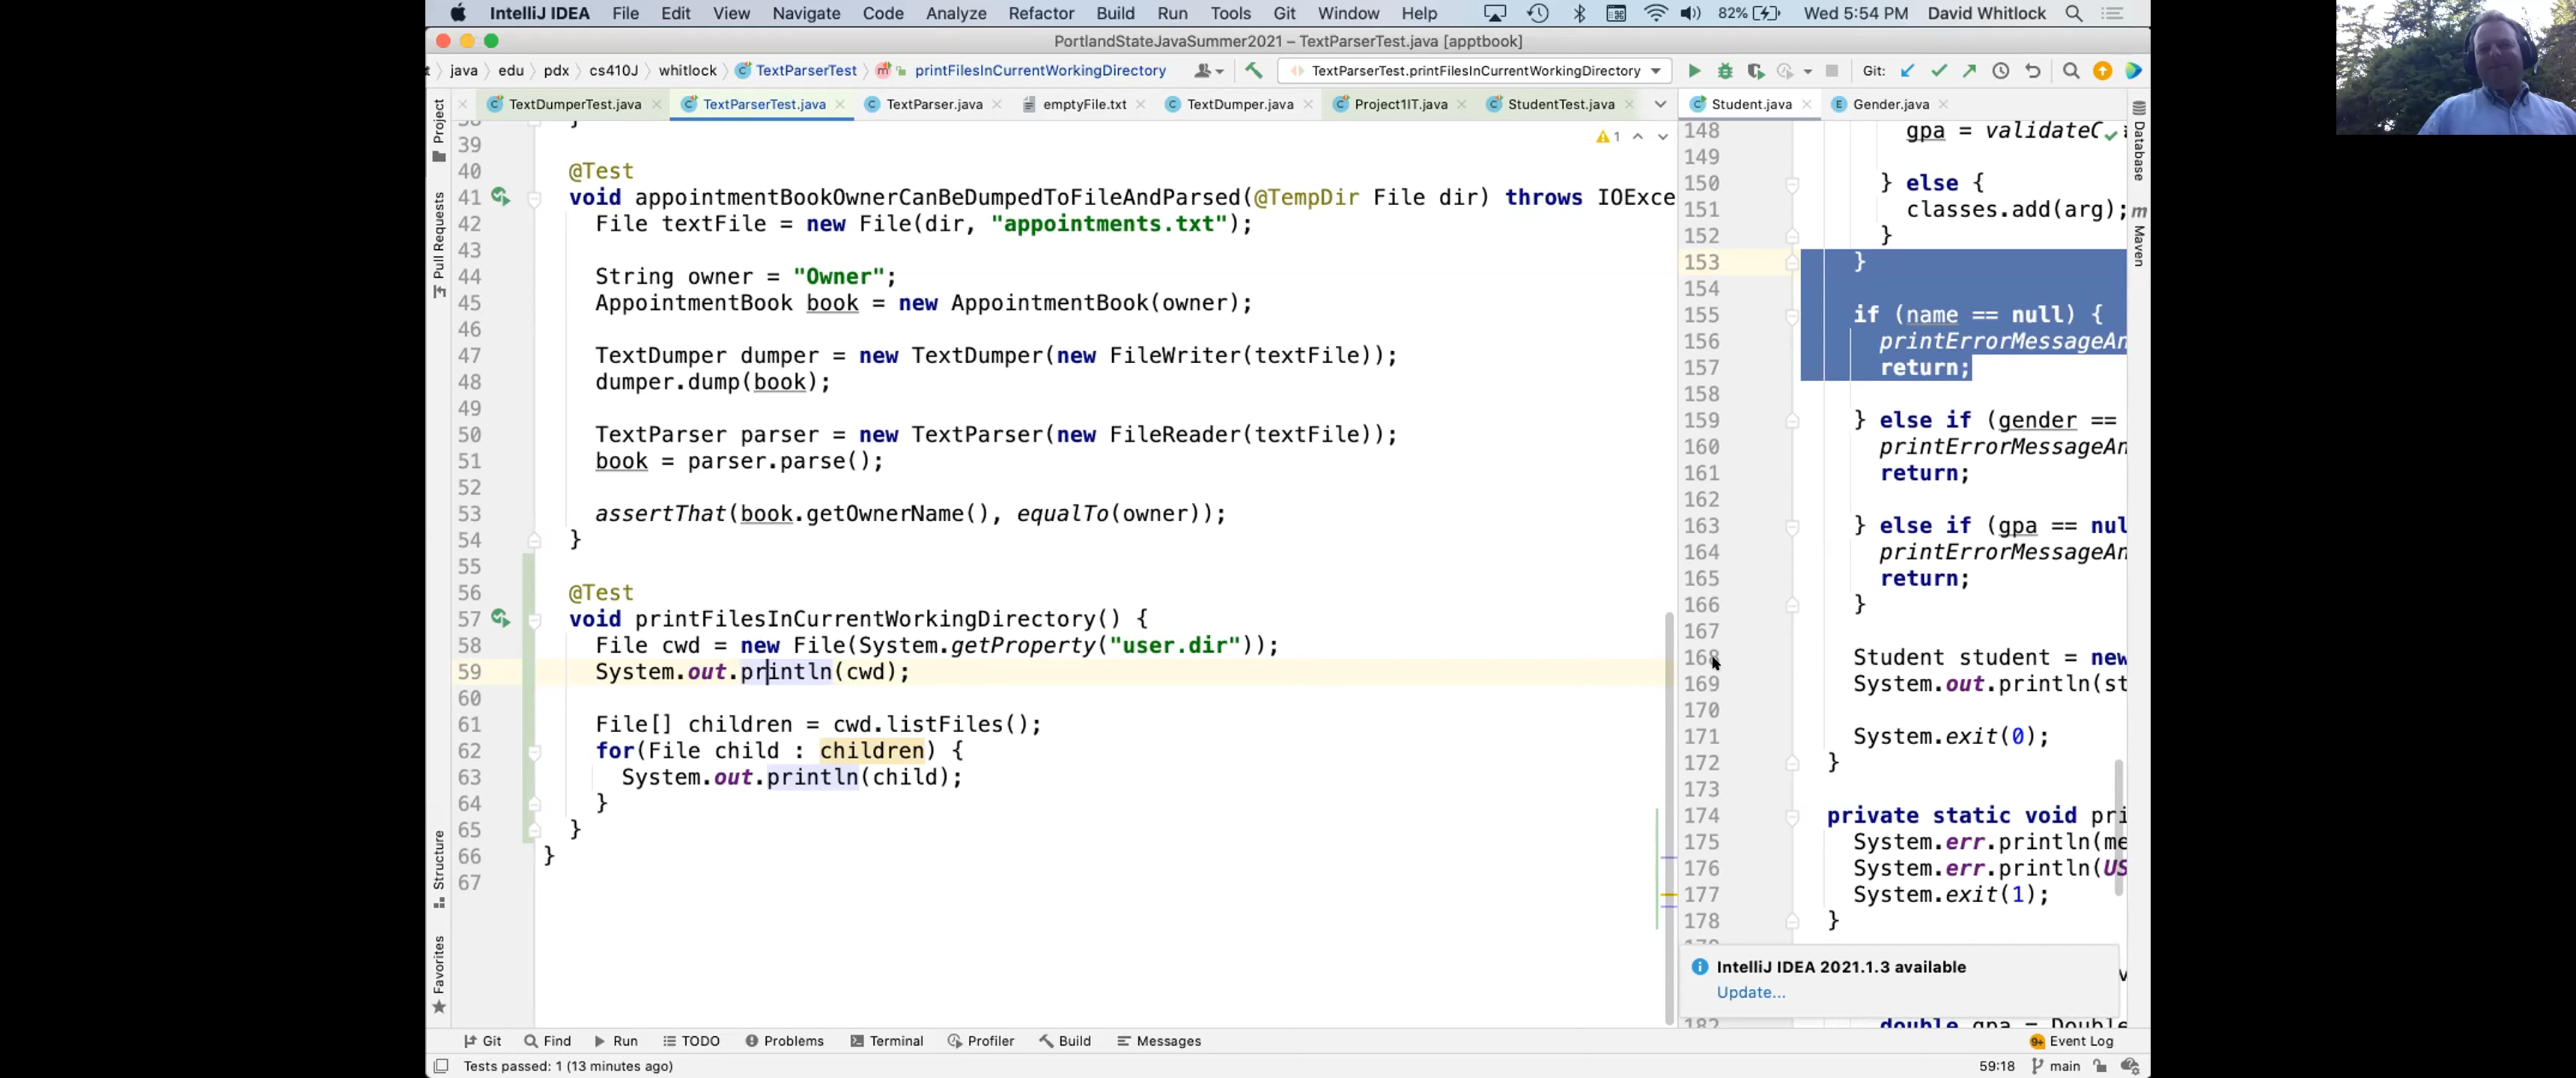 IntelliJ IDEA File Edit View Navigate Code Analyze Refactor Build Run Tools Git Window Help 82% Wed 5:54 PM David Whitlock
PortlandStateJavaSummer2021 – TextParserTest.java [apptbook]
java edu pdx cs410J whitlock TextParserTest printFilesInCurrentWorkingDirectory TextParserTest.printFilesInCurrentWorkingDirectory Git:
TextDumperTest.java TextParserTest.java TextParser.java emptyFile.txt TextDumper.java Project1IT.java StudentTest.java Student.java Gender.java
Project
Pull Requests
Structure
Favorites
1
38 }
39
40 @Test
41 void appointmentBookOwnerCanBeDumpedToFileAndParsed(@TempDir File dir) throws IOExce
42 File textFile = new File(dir, "appointments.txt");
43
44 String owner = "Owner";
45 AppointmentBook book = new AppointmentBook(owner);
46
47 TextDumper dumper = new TextDumper(new FileWriter(textFile));
48 dumper.dump(book);
49
50 TextParser parser = new TextParser(new FileReader(textFile));
51 book = parser.parse();
52
53 assertThat(book.getOwnerName(), equalTo(owner));
54 }
55
56 @Test
57 void printFilesInCurrentWorkingDirectory() {
58 File cwd = new File(System.getProperty("user.dir"));
59 System.out.println(cwd);
60
61 File[] children = cwd.listFiles();
62 for(File child : children) {
63 System.out.println(child);
64 }
65 }
66 }
67
148 gpa = validateC
149
150 } else {
151 classes.add(arg);
152 }
153 }
154
155 if (name == null) {
156 printErrorMessageAn
157 return;
158
159 } else if (gender ==
160 printErrorMessageAn
161 return;
162
163 } else if (gpa == nul
164 printErrorMessageAn
165 return;
166 }
167
168 Student student = new
169 System.out.println(st
170
171 System.exit(0);
172 }
173
174 private static void pri
175 System.err.println(me
176 System.err.println(US
177 System.exit(1);
178 }
182 double gpa = Double
Database
m Maven
IntelliJ IDEA 2021.1.3 available
Update...
Git Find Run TODO Problems Terminal Profiler Build Messages 9+ Event Log
Tests passed: 1 (13 minutes ago) 59:18 main